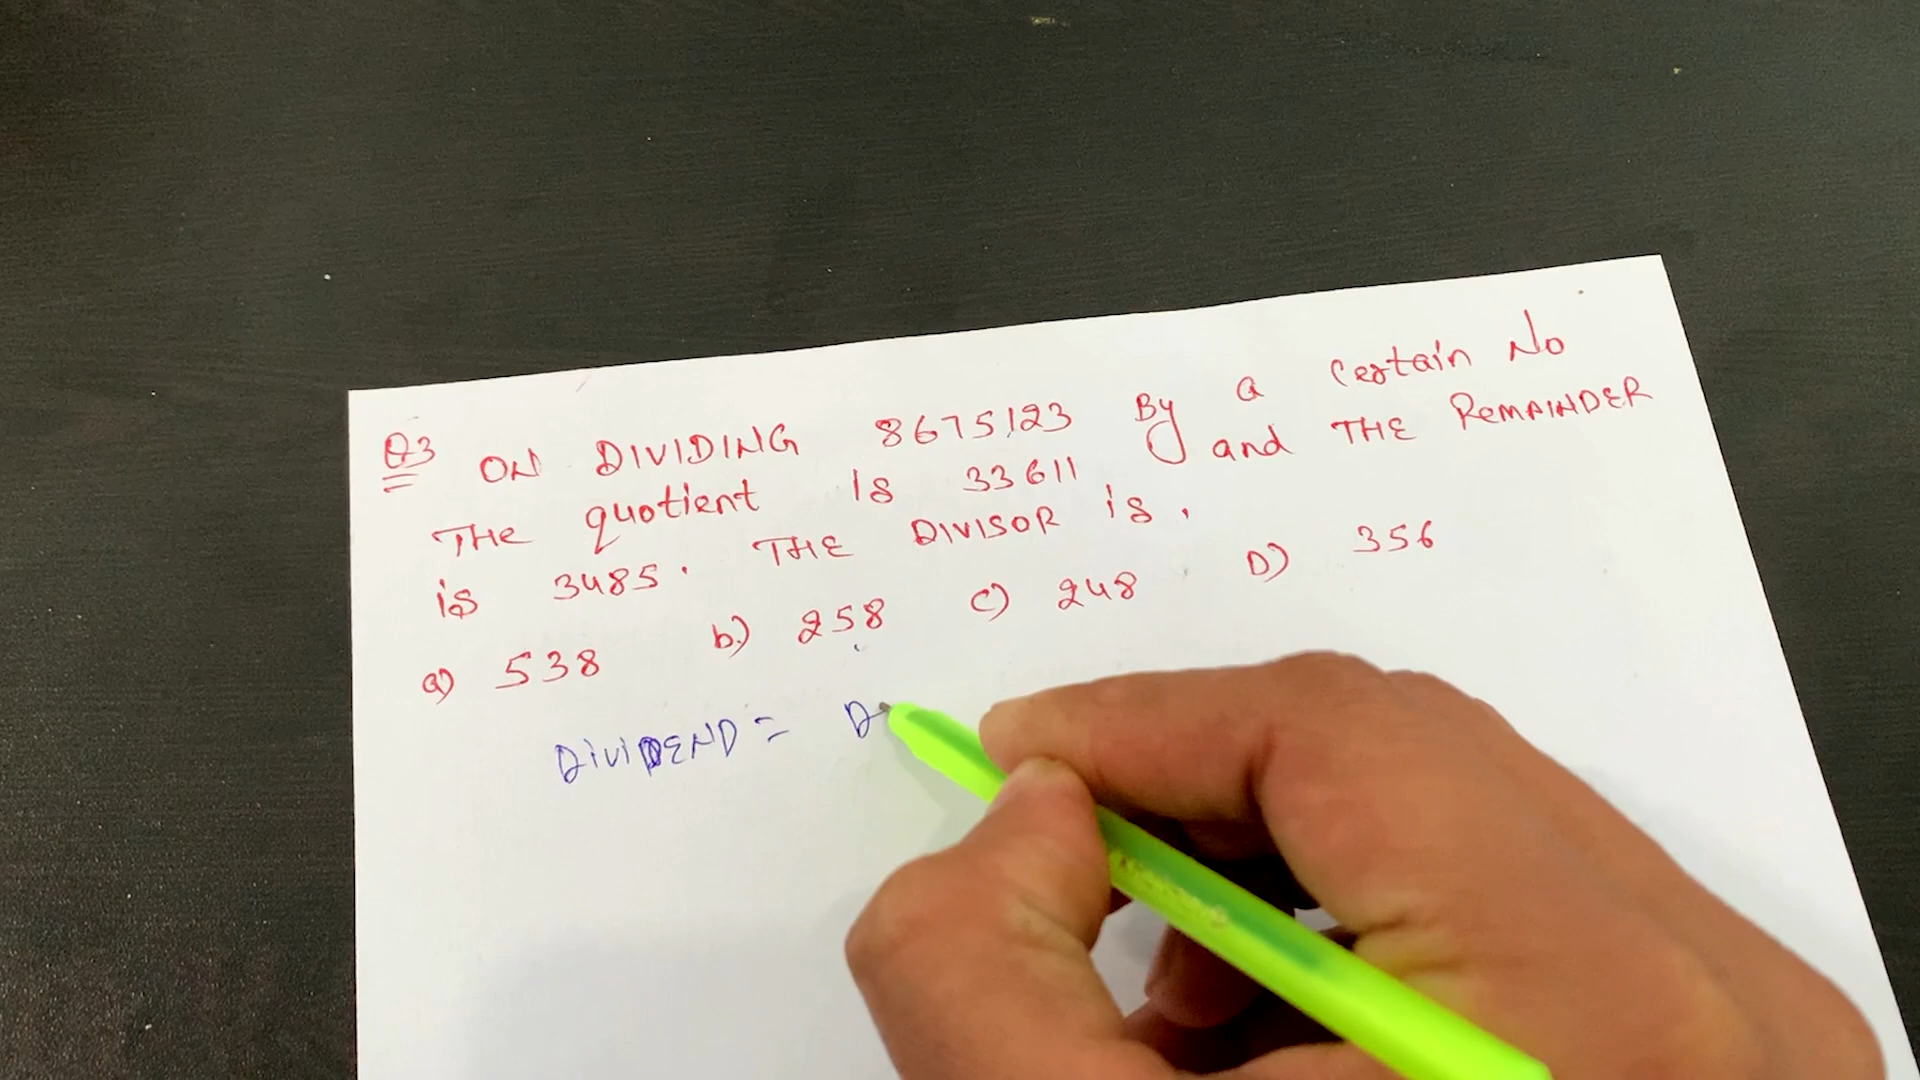 Q3 ON DIVIDING 8675123 By a certain No
THe quotient is 33611 and THE REMAINDER
is 3485. THE DIVISOR is.
a) 538 b) 258 c) 248 D) 356
DiviDEND = D